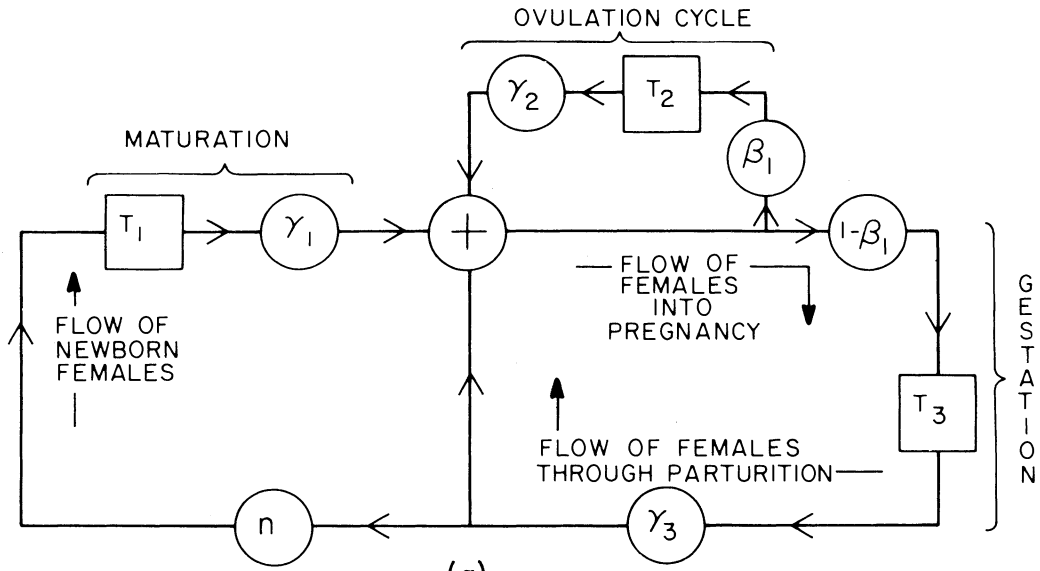 OVULATION CYCLE
γ2
T2
β1
MATURATION
T1
γ1
+
1-β1
FLOW OF
FEMALES
INTO
PREGNANCY
FLOW OF
NEWBORN
FEMALES
GESTATION
T3
FLOW OF FEMALES
THROUGH PARTURITION
n
γ3